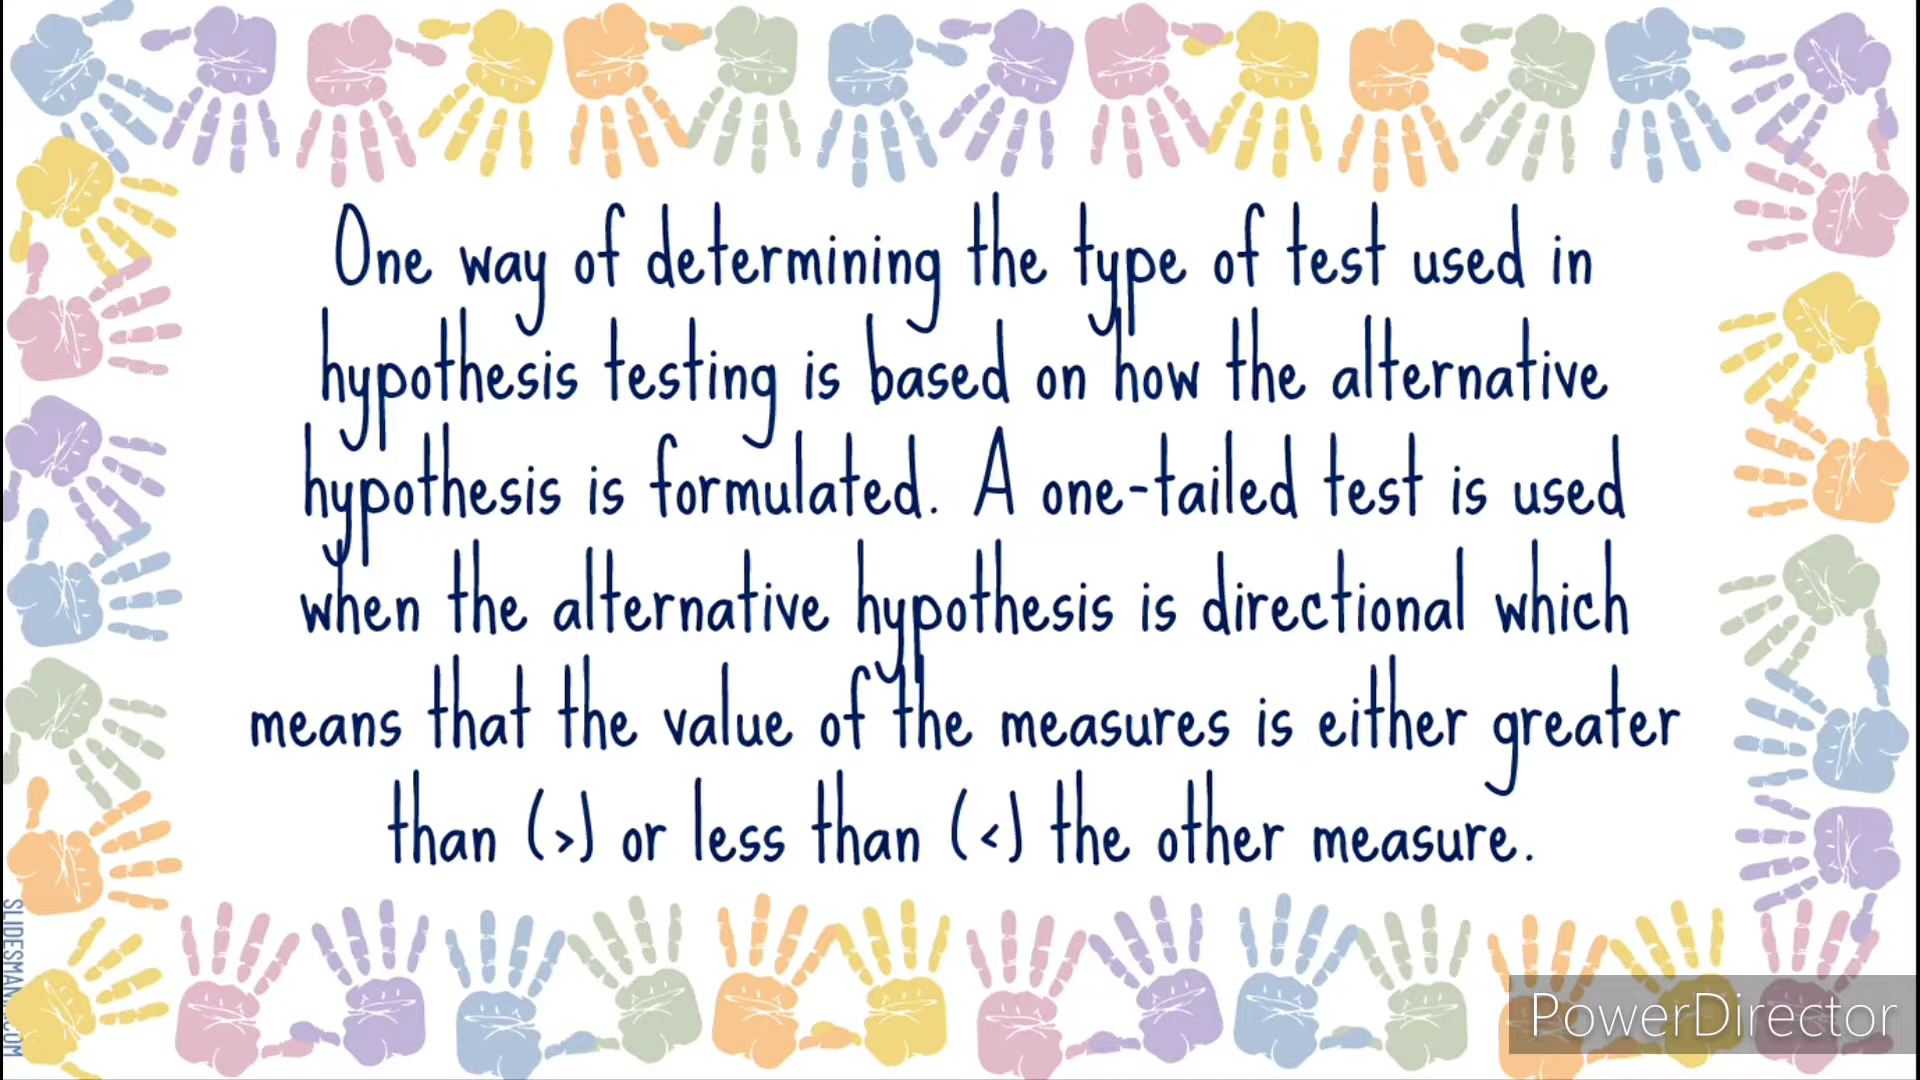 One way of determining the type of test used in
hypothesis testing is based on how the alternative
hypothesis is formulated. A one-tailed test is used
when the alternative hypothesis is directional which
means that the value of the measures is either greater
than (>) or less than (<) the other measure.
PowerDirector